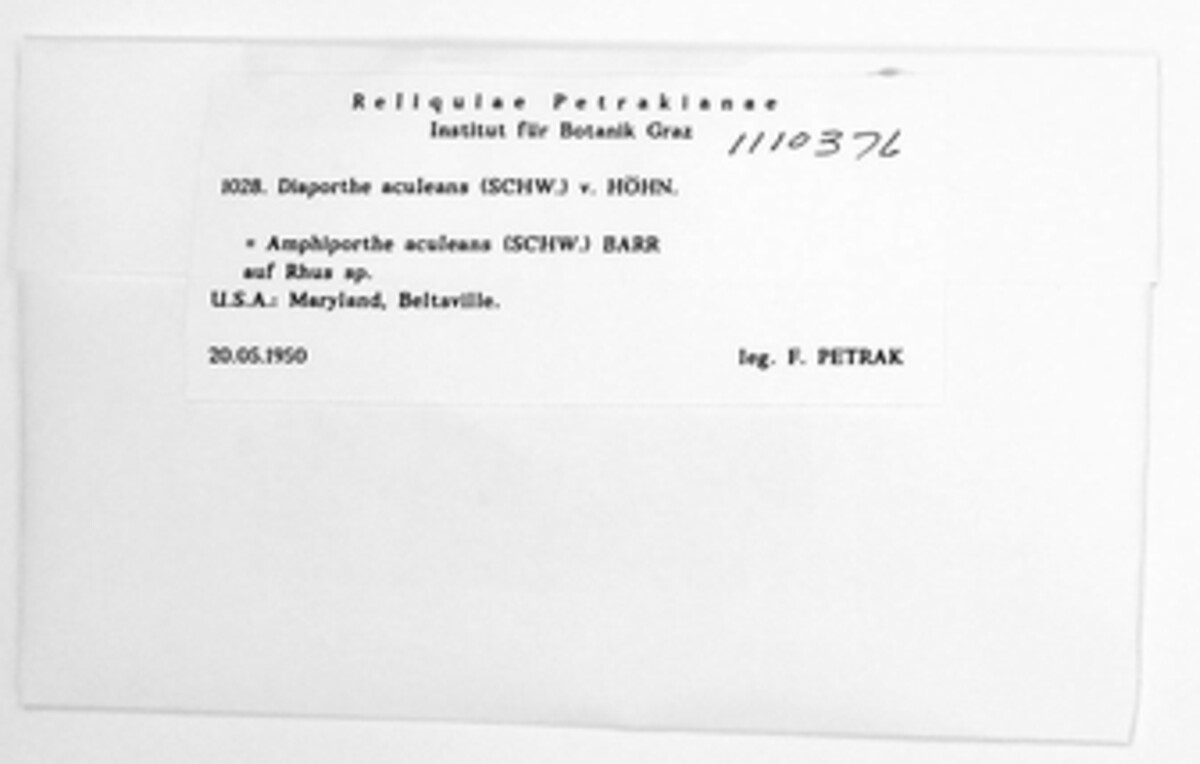 Reliquiae Petrakianae
Institut für Botanik Graz
1110376
1028. Diaporthe aculeans (SCHW.) v. HÖHN.
= Amphiporthe aculeans (SCHW.) BARR
auf Rhus sp.
U.S.A.: Maryland, Beltsville.
20.05.1950 leg. F. PETRAK